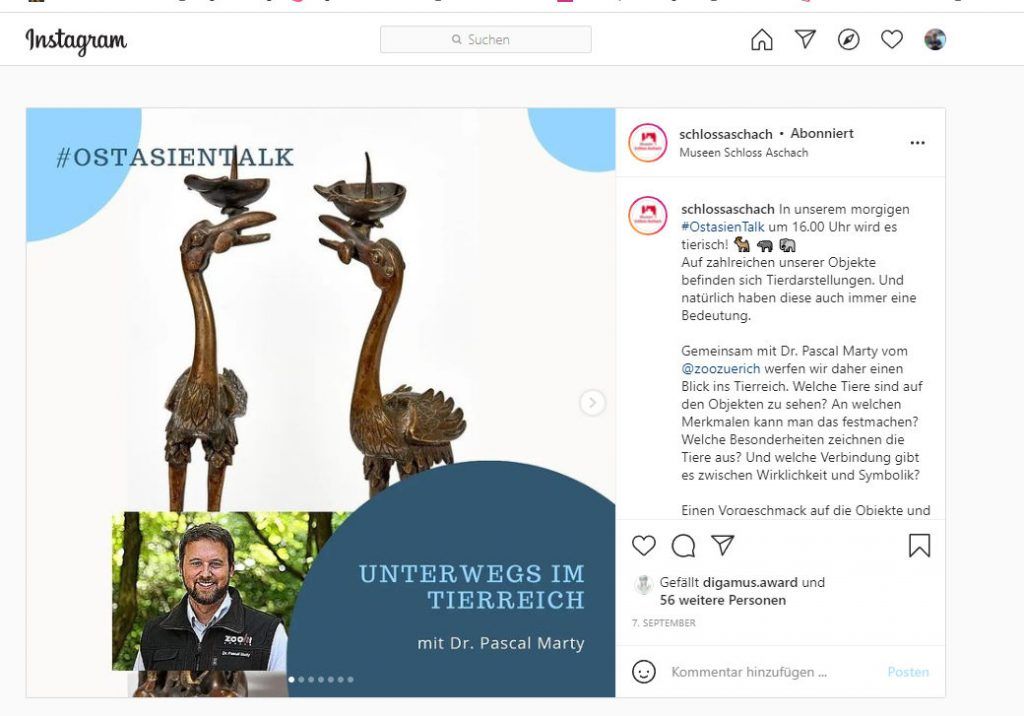 Instagram
Suchen
#OSTASIENTALK
UNTERWEGS IM
TIERREICH
mit Dr. Pascal Marty
zooh!
Dr. Pascal Marty
schlossaschach • Abonniert
Museen Schloss Aschach
schlossaschach In unserem morgigen
#OstasienTalk um 16.00 Uhr wird es
tierisch! 🐫 🐃 🐘
Auf zahlreichen unserer Objekte
befinden sich Tierdarstellungen. Und
natürlich haben diese auch immer eine
Bedeutung.
Gemeinsam mit Dr. Pascal Marty vom
@zoozuerich werfen wir daher einen
Blick ins Tierreich. Welche Tiere sind auf
den Objekten zu sehen? An welchen
Merkmalen kann man das festmachen?
Welche Besonderheiten zeichnen die
Tiere aus? Und welche Verbindung gibt
es zwischen Wirklichkeit und Symbolik?
Einen Vorgeschmack auf die Objekte und
Gefällt digamus.award und
56 weitere Personen
7. SEPTEMBER
Kommentar hinzufügen ...
Posten